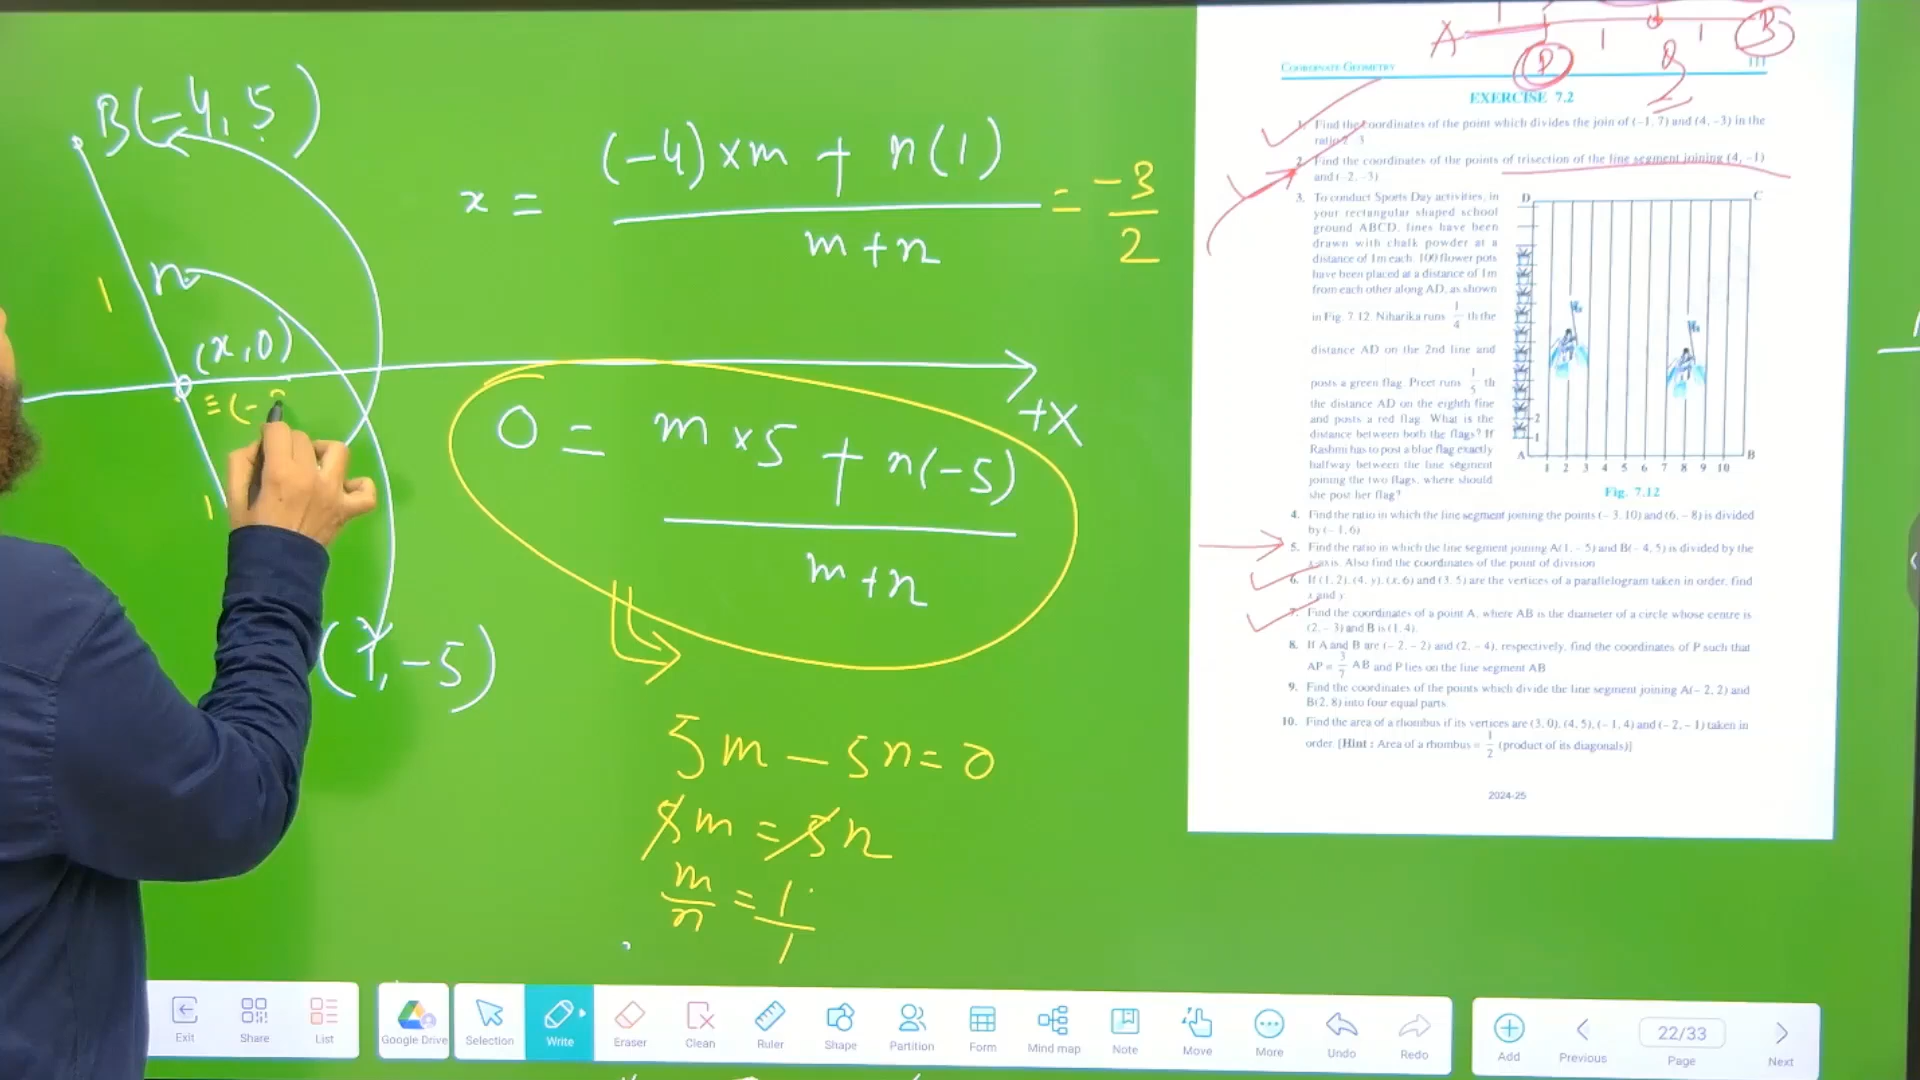 B(-4, 5)
n
1
(x, 0)
≡ (-
1
(1, -5)
x = (-4)×m + n(1) / m+n = -3/2
+X
0 = m×5 + n(-5) / m+n
5m - 5n = 0
5m = 5n
m/n = 1/1
A P Q B
1 1
2
COORDINATE GEOMETRY 111
EXERCISE 7.2
1. Find the coordinates of the point which divides the join of (-1, 7) and (4, -3) in the
ratio 2 : 3
2. Find the coordinates of the points of trisection of the line segment joining (4, -1)
and (-2, -3)
3. To conduct Sports Day activities, in
your rectangular shaped school
ground ABCD, lines have been
drawn with chalk powder at a
distance of 1m each. 100 flower pots
have been placed at a distance of 1m
from each other along AD, as shown
in Fig. 7.12. Niharika runs 1/4 th the
distance AD on the 2nd line and
posts a green flag. Preet runs 1/5 th
the distance AD on the eighth line
and posts a red flag. What is the
distance between both the flags? If
Rashmi has to post a blue flag exactly
halfway between the line segment
joining the two flags, where should
she post her flag?
D C
2
1
A B
1 2 3 4 5 6 7 8 9 10
Fig. 7.12
4. Find the ratio in which the line segment joining the points (-3, 10) and (6, -8) is divided
by (-1, 6)
5. Find the ratio in which the line segment joining A(1, -5) and B(-4, 5) is divided by the
x-axis. Also find the coordinates of the point of division
6. If (1, 2), (4, y), (x, 6) and (3, 5) are the vertices of a parallelogram taken in order, find
x and y
7. Find the coordinates of a point A, where AB is the diameter of a circle whose centre is
(2, -3) and B is (1, 4).
8. If A and B are (-2, -2) and (2, -4), respectively, find the coordinates of P such that
AP = 3/7 AB and P lies on the line segment AB
9. Find the coordinates of the points which divide the line segment joining A(-2, 2) and
B(2, 8) into four equal parts
10. Find the area of a rhombus if its vertices are (3, 0), (4, 5), (-1, 4) and (-2, -1) taken in
order. [Hint : Area of a rhombus = 1/2 (product of its diagonals)]
2024-25
Exit Share List Google Drive Selection Write Eraser Clean Ruler Shape Partition Form Mind map Note Move More Undo Redo Add Previous 22/33 Page Next